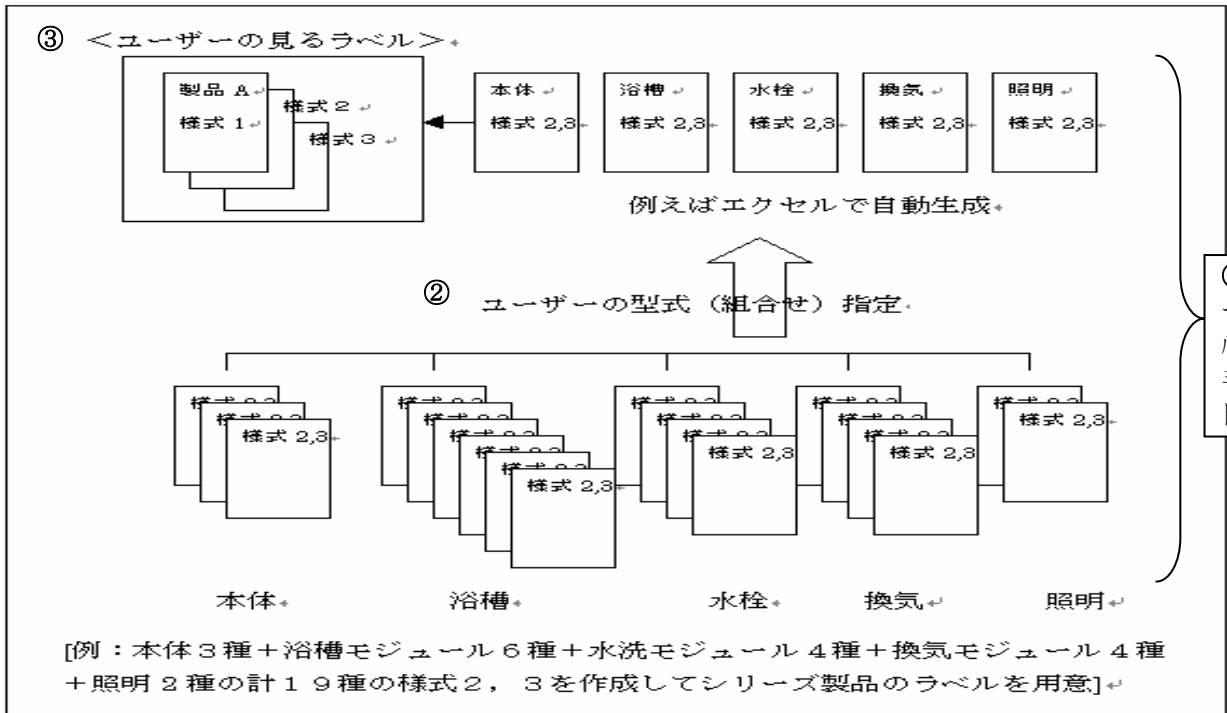 ③ ＜ユーザーの見るラベル＞
製品 A
様式 1
様式 2
様式 3
本体
様式 2,3
浴槽
様式 2,3
水栓
様式 2,3
換気
様式 2,3
照明
様式 2,3
例えばエクセルで自動生成
② ユーザーの型式（組合せ）指定
様式 2,3
様式 2,3
様式 2,3
様式 2,3
様式 2,3
本体
浴槽
水栓
換気
照明
[例：本体３種＋浴槽モジュール６種＋水洗モジュール４種＋換気モジュール４種
＋照明２種の計１９種の様式２，３を作成してシリーズ製品のラベルを用意]